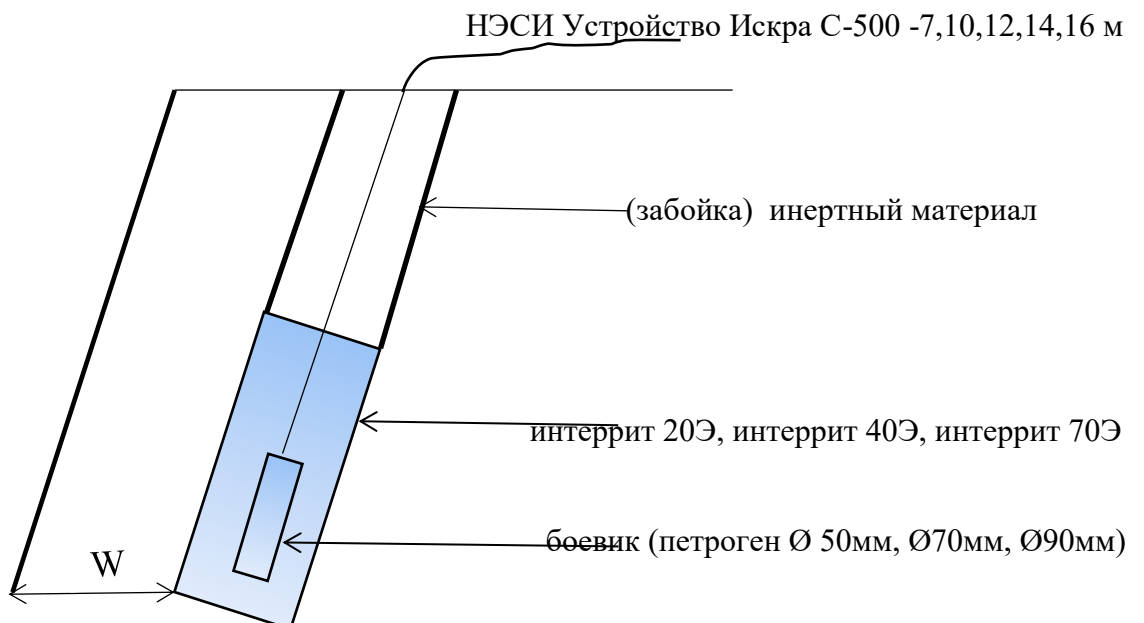 НЭСИ Устройство Искра С-500 -7,10,12,14,16 м
(забойка) инертный материал
интеррит 20Э, интеррит 40Э, интеррит 70Э
боевик (петроген Ø 50мм, Ø70мм, Ø90мм)
W